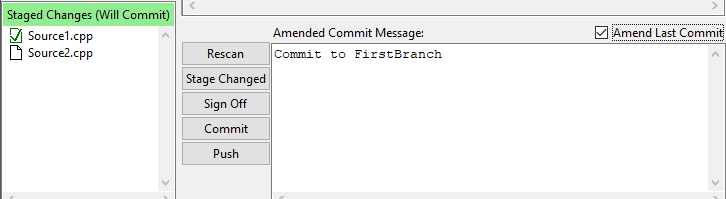 Staged Changes (Will Commit)
Source1.cpp
Source2.cpp
Amended Commit Message:
Amend Last Commit
Rescan
Stage Changed
Sign Off
Commit
Push
Commit to FirstBranch